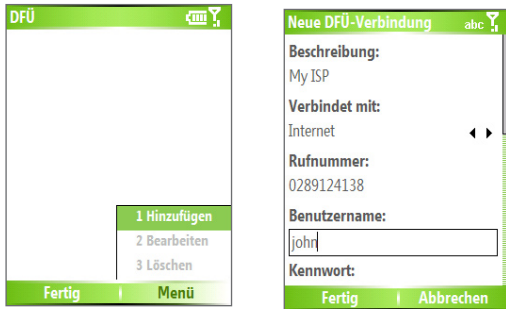 DFÜ
1 Hinzufügen
2 Bearbeiten
3 Löschen
Fertig Menü
Neue DFÜ-Verbindung abc
Beschreibung:
My ISP
Verbindet mit:
Internet
Rufnummer:
0289124138
Benutzername:
john
Kennwort:
Fertig Abbrechen